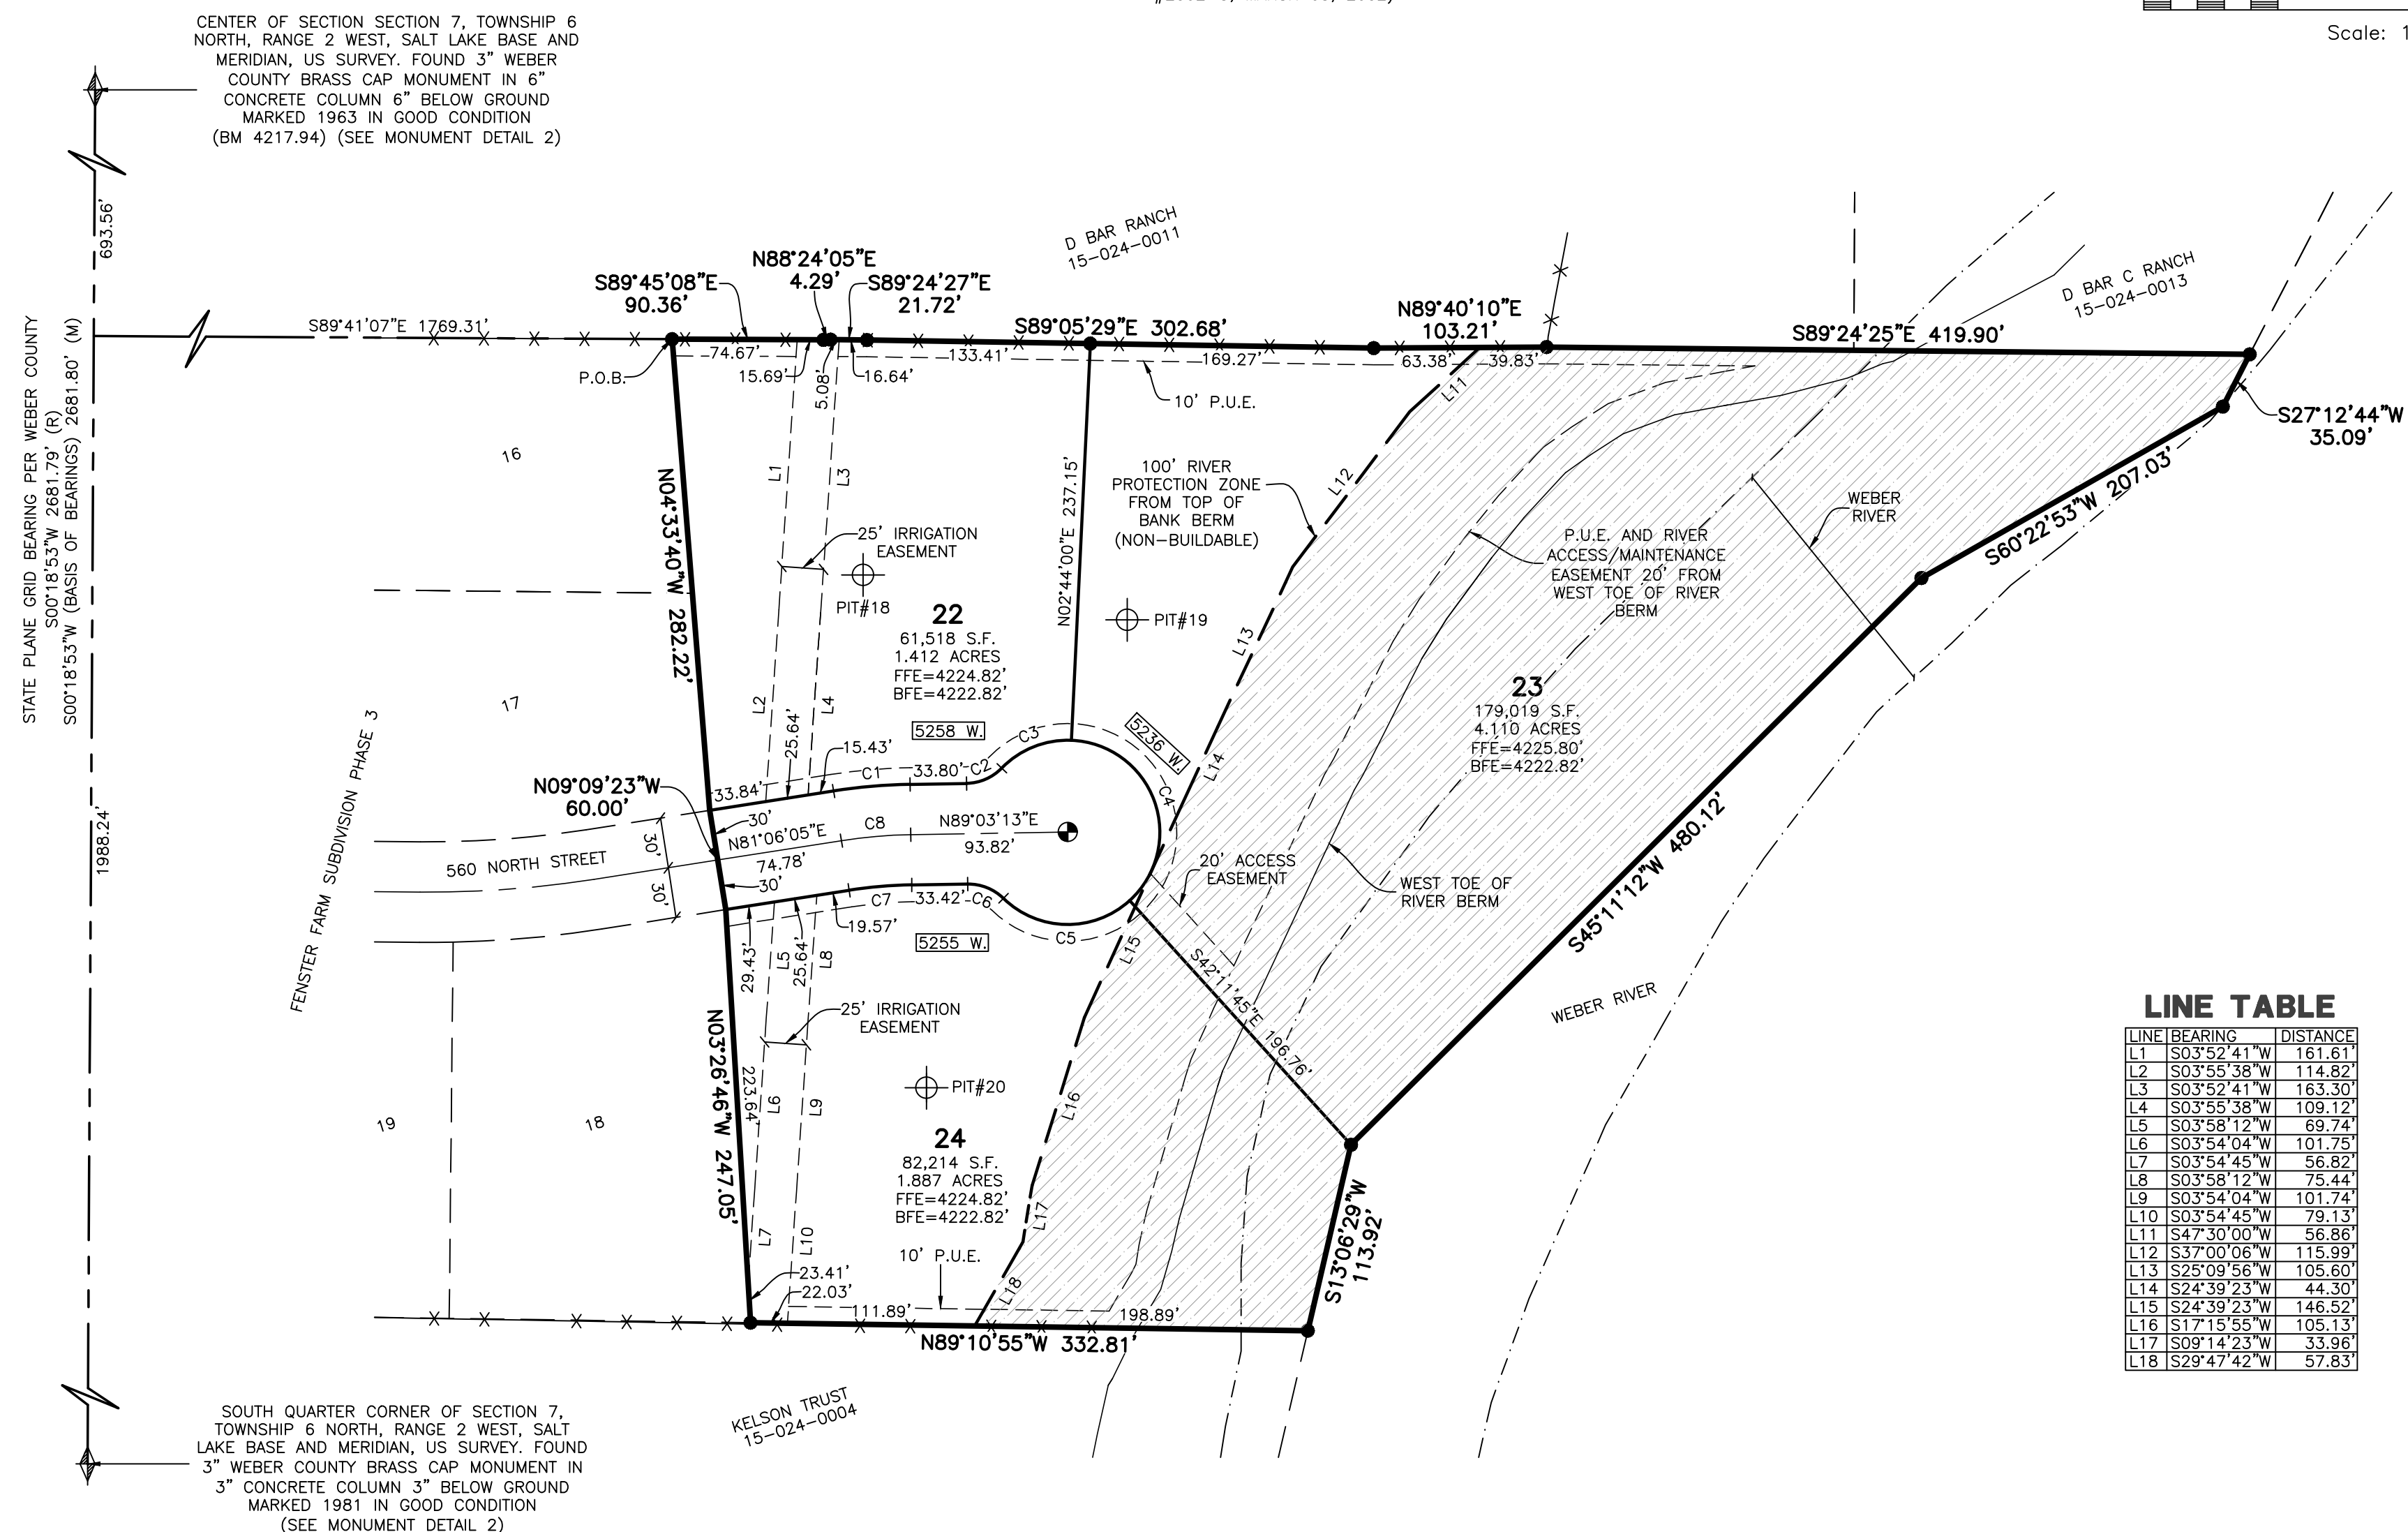 Scale: 1
CENTER OF SECTION SECTION 7, TOWNSHIP 6
NORTH, RANGE 2 WEST, SALT LAKE BASE AND
MERIDIAN, US SURVEY. FOUND 3" WEBER
COUNTY BRASS CAP MONUMENT IN 6"
CONCRETE COLUMN 6" BELOW GROUND
MARKED 1963 IN GOOD CONDITION
(BM 4217.94) (SEE MONUMENT DETAIL 2)
693.56'
STATE PLANE GRID BEARING PER WEBER COUNTY
S00°18'53"W 2681.79' (R)
S00°18'53"W (BASIS OF BEARINGS) 2681.80' (M)
1988.24'
S89°41'07"E 1769.31'
P.O.B.
S89°45'08"E
90.36'
N88°24'05"E
4.29'
S89°24'27"E
21.72'
D BAR RANCH
15-024-0011
S89°05'29"E 302.68'
N89°40'10"E
103.21'
S89°24'25"E 419.90'
D BAR C RANCH
15-024-0013
S27°12'44"W
35.09'
74.67'
15.69'
5.08'
16.64'
133.41'
169.27'
63.38'
39.83'
10' P.U.E.
L11
16
17
N04°33'40"W 282.22'
L1
L3
25' IRRIGATION
EASEMENT
PIT#18
N02°44'00"E 237.15'
100' RIVER
PROTECTION ZONE
FROM TOP OF
BANK BERM
(NON-BUILDABLE)
L12
PIT#19
L13
P.U.E. AND RIVER
ACCESS/MAINTENANCE
EASEMENT 20' FROM
WEST TOE OF RIVER
BERM
WEBER
RIVER
S60°22'53"W 207.03'
22
61,518 S.F.
1.412 ACRES
FFE=4224.82'
BFE=4222.82'
5258 W.
23
179,019 S.F.
4.110 ACRES
FFE=4225.80'
BFE=4222.82'
L2
L4
25.64'
15.43'
C1
33.80'
C2
C3
5236 W.
L14
C4
N09°09'23"W
60.00'
33.84'
30'
N81°06'05"E
74.78'
C8
N89°03'13"E
93.82'
30'
30'
30'
560 NORTH STREET
FENSTER FARM SUBDIVISION PHASE 3
C7
33.42'
C6
C5
19.57'
5255 W.
20' ACCESS
EASEMENT
WEST TOE OF
RIVER BERM
S45°11'12"W 480.12'
29.43'
L5
25.64'
L8
L15
S42°11'45"E 196.76'
WEBER RIVER
25' IRRIGATION
EASEMENT
N03°26'46"W 247.05'
223.64'
L6
L9
PIT#20
L16
19
18
24
82,214 S.F.
1.887 ACRES
FFE=4224.82'
BFE=4222.82'
L7
L10
L17
10' P.U.E.
L18
23.41'
22.03'
111.89'
198.89'
N89°10'55"W 332.81'
S13°06'29"W
113.92'
KELSON TRUST
15-024-0004
SOUTH QUARTER CORNER OF SECTION 7,
TOWNSHIP 6 NORTH, RANGE 2 WEST, SALT
LAKE BASE AND MERIDIAN, US SURVEY. FOUND
3" WEBER COUNTY BRASS CAP MONUMENT IN
3" CONCRETE COLUMN 3" BELOW GROUND
MARKED 1981 IN GOOD CONDITION
(SEE MONUMENT DETAIL 2)
LINE TABLE
LINE BEARING DISTANCE
L1 S03°52'41"W 161.61'
L2 S03°55'38"W 114.82'
L3 S03°52'41"W 163.30'
L4 S03°55'38"W 109.12'
L5 S03°58'12"W 69.74'
L6 S03°54'04"W 101.75'
L7 S03°54'45"W 56.82'
L8 S03°58'12"W 75.44'
L9 S03°54'04"W 101.74'
L10 S03°54'45"W 79.13'
L11 S47°30'00"W 56.86'
L12 S37°00'06"W 115.99'
L13 S25°09'56"W 105.60'
L14 S24°39'23"W 44.30'
L15 S24°39'23"W 146.52'
L16 S17°15'55"W 105.13'
L17 S09°14'23"W 33.96'
L18 S29°47'42"W 57.83'